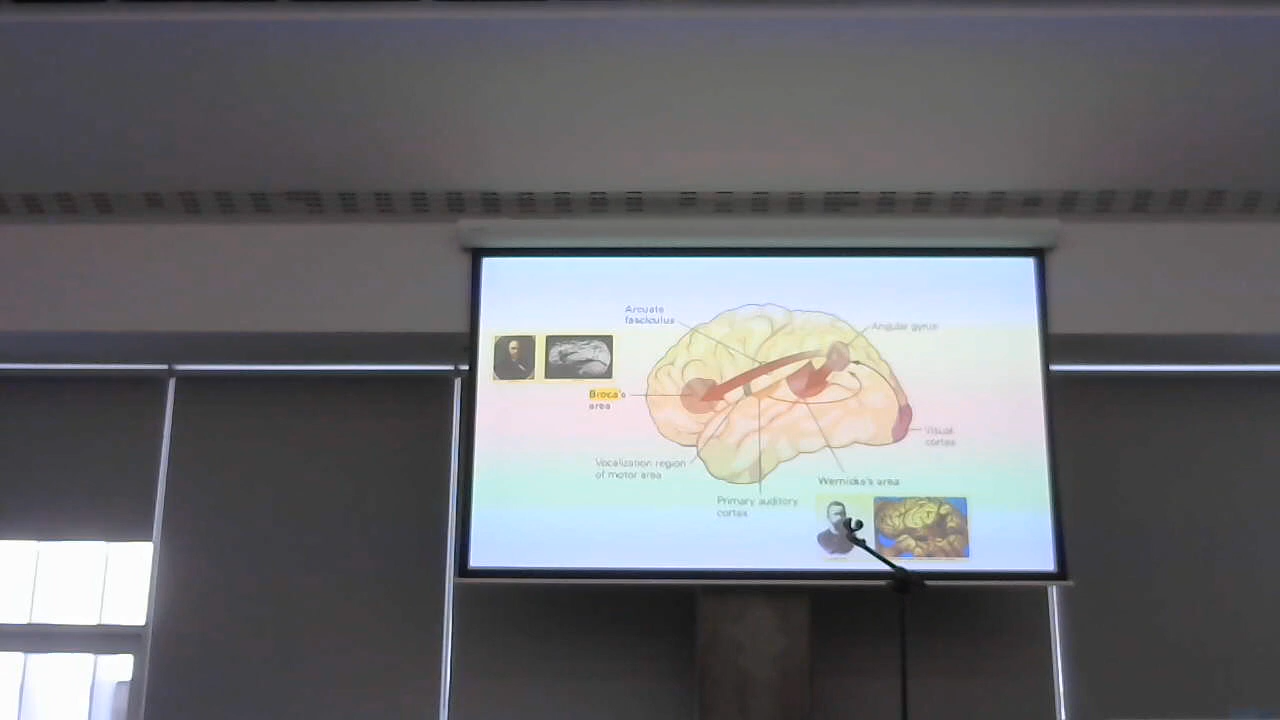 Arcuate
fasciculus
Angular gyrus
Broca's
area
Visual
cortex
Vocalization region
of motor area
Wernicke's area
Primary auditory
cortex